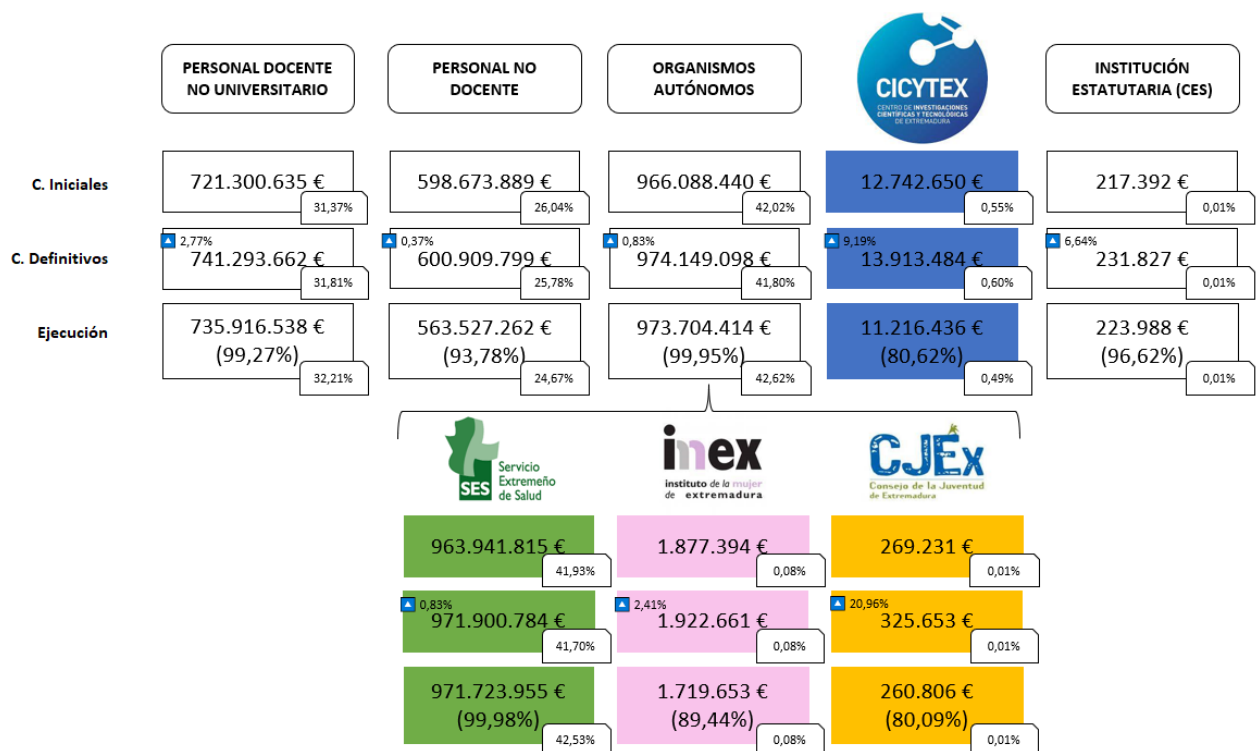 PERSONAL DOCENTE
NO UNIVERSITARIO
PERSONAL NO
DOCENTE
ORGANISMOS
AUTÓNOMOS
CICYTEX
CENTRO DE INVESTIGACIONES
CIENTÍFICAS Y TECNOLÓGICAS
DE EXTREMADURA
INSTITUCIÓN
ESTATUTARIA (CES)
C. Iniciales
721.300.635 €
31,37%
598.673.889 €
26,04%
966.088.440 €
42,02%
12.742.650 €
0,55%
217.392 €
0,01%
C. Definitivos
2,77%
741.293.662 €
31,81%
0,37%
600.909.799 €
25,78%
0,83%
974.149.098 €
41,80%
9,19%
13.913.484 €
0,60%
6,64%
231.827 €
0,01%
Ejecución
735.916.538 €
(99,27%)
32,21%
563.527.262 €
(93,78%)
24,67%
973.704.414 €
(99,95%)
42,62%
11.216.436 €
(80,62%)
0,49%
223.988 €
(96,62%)
0,01%
SES
Servicio
Extremeño
de Salud
imex
instituto de la mujer
de extremadura
CJEx
Consejo de la Juventud
de Extremadura
963.941.815 €
41,93%
1.877.394 €
0,08%
269.231 €
0,01%
0,83%
971.900.784 €
41,70%
2,41%
1.922.661 €
0,08%
20,96%
325.653 €
0,01%
971.723.955 €
(99,98%)
42,53%
1.719.653 €
(89,44%)
0,08%
260.806 €
(80,09%)
0,01%